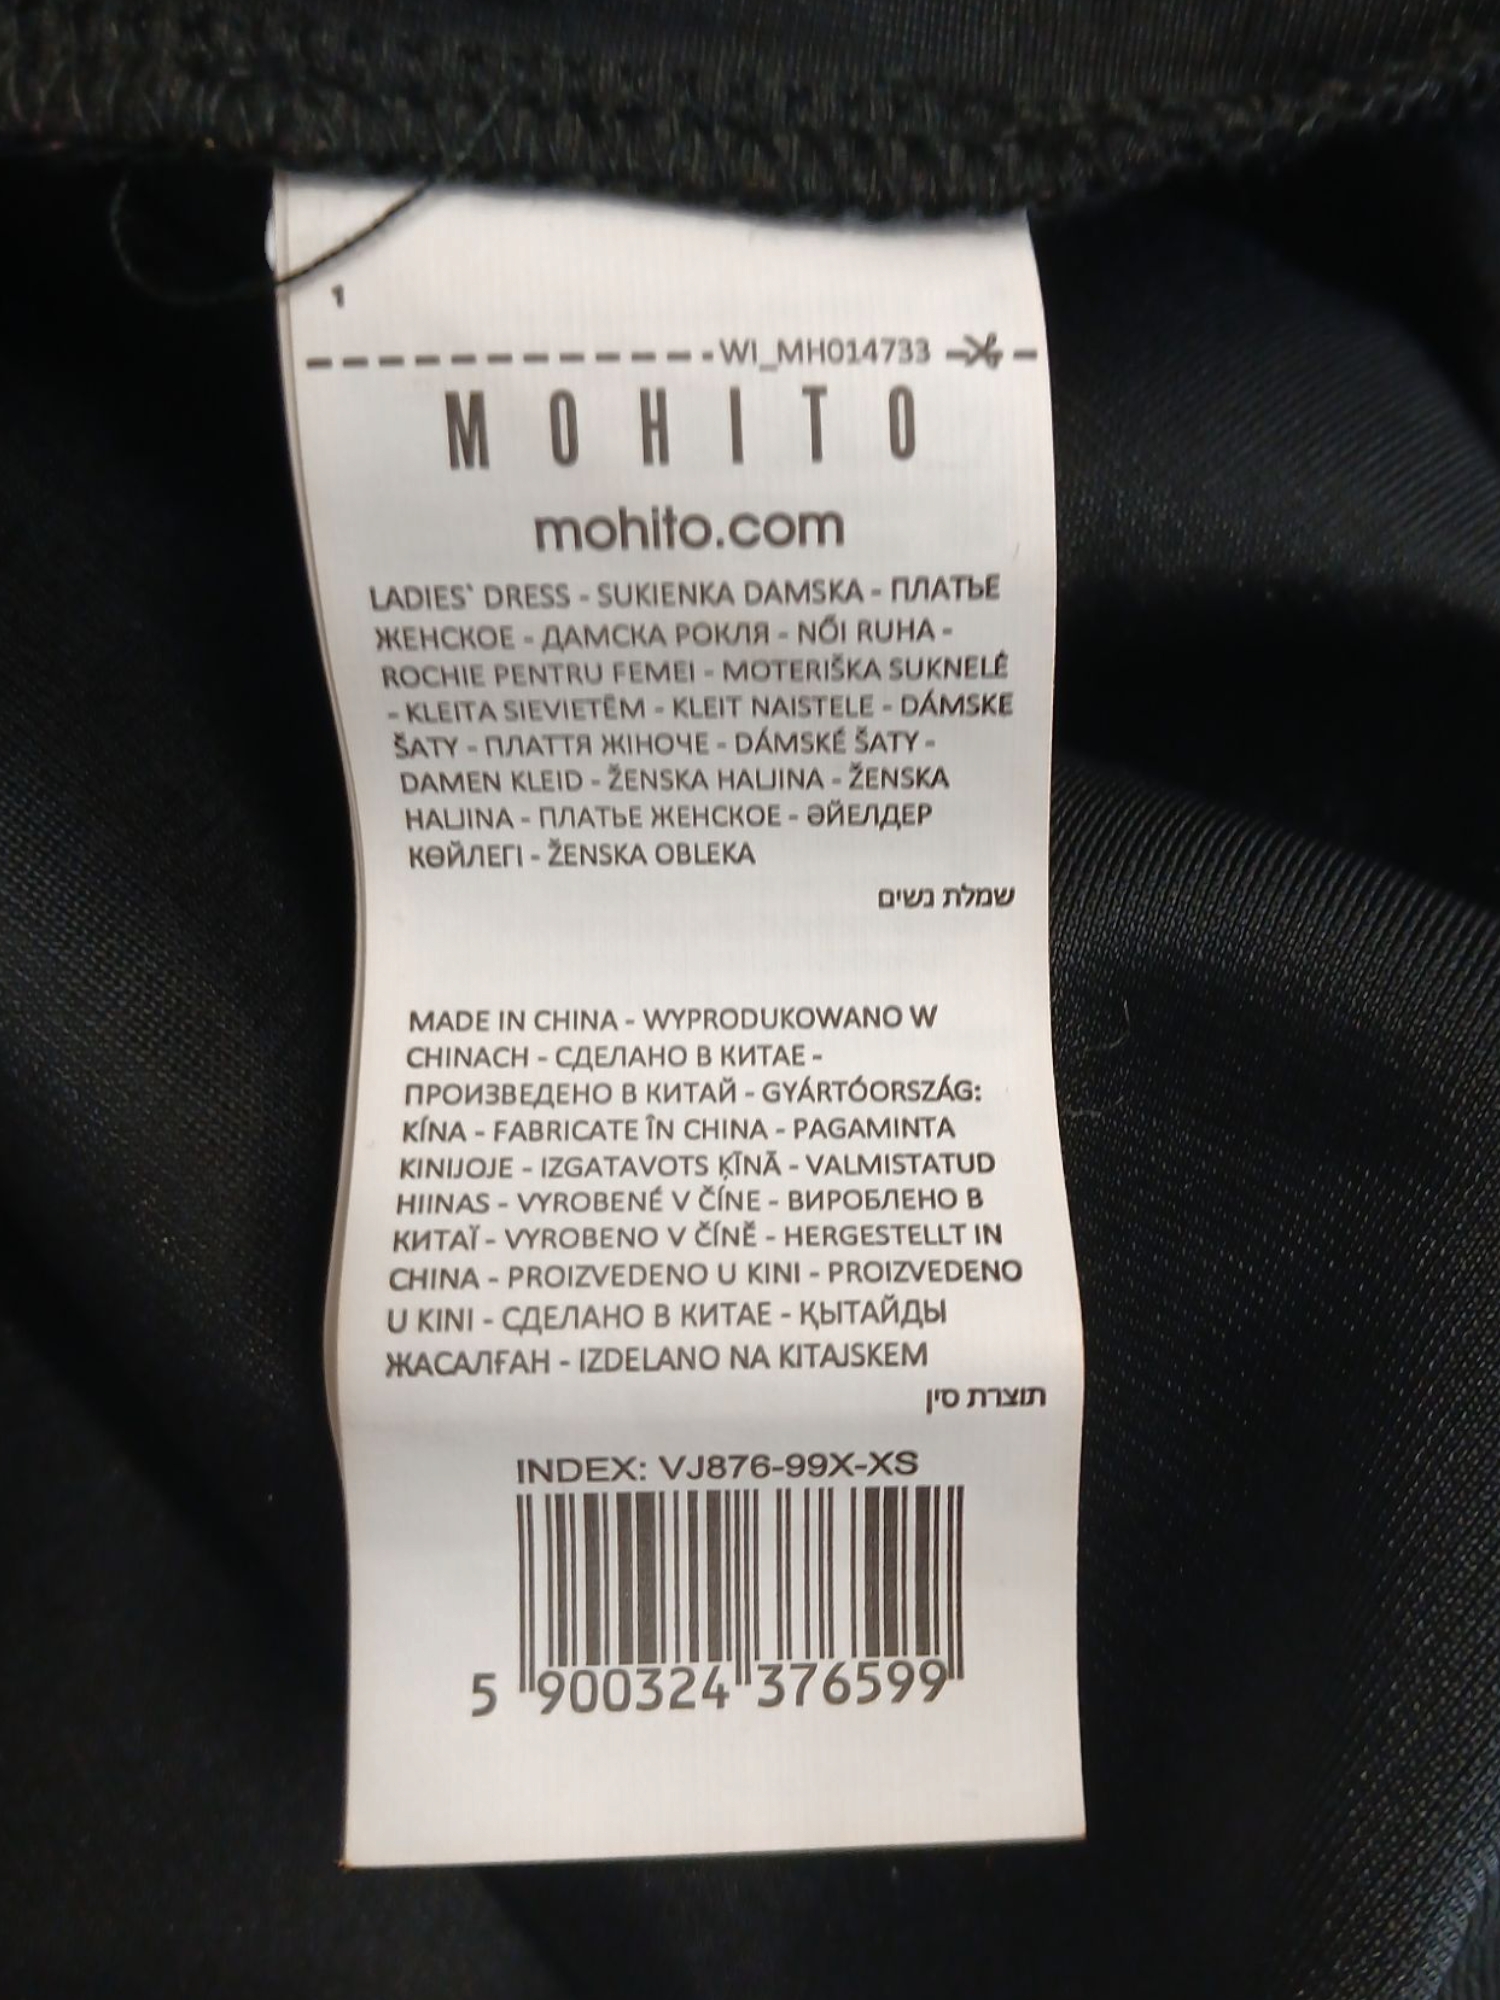 1
WI_MH014733
MOHITO
mohito.com
LADIES` DRESS - SUKIENKA DAMSKA - ПЛАТЬЕ
ЖЕНСКОЕ - ДАМСКА РОКЛЯ - NŐI RUHA -
ROCHIE PENTRU FEMEI - MOTERIŠKA SUKNELĖ
- KLEITA SIEVIETĒM - KLEIT NAISTELE - DÁMSKE
ŠATY - ПЛАТТЯ ЖІНОЧЕ - DÁMSKÉ ŠATY -
DAMEN KLEID - ŽENSKA HALJINA - ŽENSKA
HALJINA - ПЛАТЬЕ ЖЕНСКОЕ - ӘЙЕЛДЕР
КӨЙЛЕГІ - ŽENSKA OBLEKA
שמלת נשים
MADE IN CHINA - WYPRODUKOWANO W
CHINACH - СДЕЛАНО В КИТАЕ -
ПРОИЗВЕДЕНО В КИТАЙ - GYÁRTÓORSZÁG:
KÍNA - FABRICATE ÎN CHINA - PAGAMINTA
KINIJOJE - IZGATAVOTS ĶĪNĀ - VALMISTATUD
HIINAS - VYROBENÉ V ČÍNE - ВИРОБЛЕНО В
КИТАЇ - VYROBENO V ČÍNĚ - HERGESTELLT IN
CHINA - PROIZVEDENO U KINI - PROIZVEDENO
U KINI - СДЕЛАНО В КИТАЕ - ҚЫТАЙДЫ
ЖАСАЛҒАН - IZDELANO NA KITAJSKEM
תוצרת סין
INDEX: VJ876-99X-XS
5 900324 376599